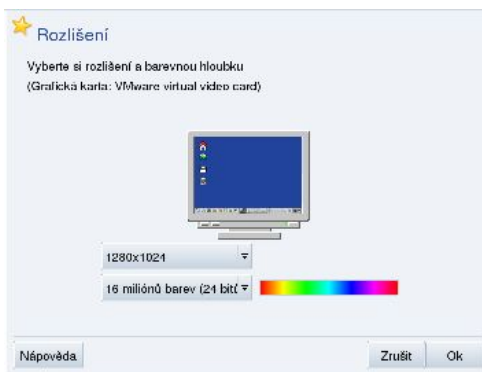 Rozlišení
Vyberte si rozlišení a barevnou hloubku
(Grafická karta: VMware virtual video card)
1280x1024
16 miliónů barev (24 bitů
Nápověda
Zrušit
Ok